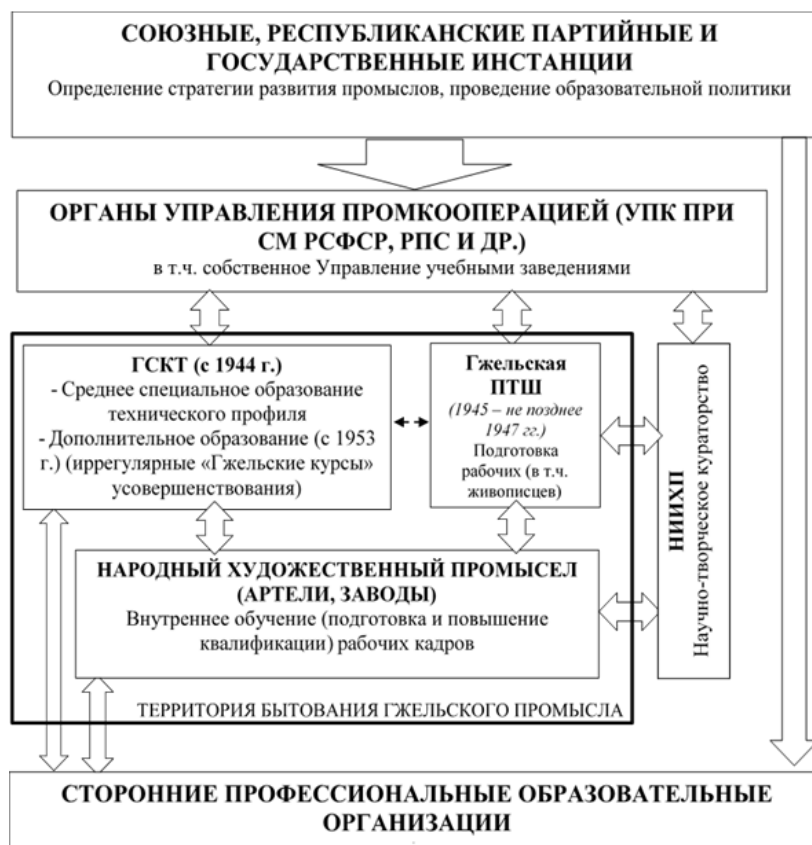 СОЮЗНЫЕ, РЕСПУБЛИКАНСКИЕ ПАРТИЙНЫЕ И
ГОСУДАРСТВЕННЫЕ ИНСТАНЦИИ
Определение стратегии развития промыслов, проведение образовательной политики
ОРГАНЫ УПРАВЛЕНИЯ ПРОМКООПЕРАЦИЕЙ (УПК ПРИ
СМ РСФСР, РПС И ДР.)
в т.ч. собственное Управление учебными заведениями
ГСКТ (с 1944 г.)
- Среднее специальное образование
технического профиля
- Дополнительное образование (с 1953
г.) (иррегулярные «Гжельские курсы»
усовершенствования)
Гжельская
ПТШ
(1945 – не позднее
1947 гг.)
Подготовка
рабочих (в т.ч.
живописцев)
НИИХП
Научно-творческое кураторство
НАРОДНЫЙ ХУДОЖЕСТВЕННЫЙ ПРОМЫСЕЛ
(АРТЕЛИ, ЗАВОДЫ)
Внутреннее обучение (подготовка и повышение
квалификации) рабочих кадров
ТЕРРИТОРИЯ БЫТОВАНИЯ ГЖЕЛЬСКОГО ПРОМЫСЛА
СТОРОННИЕ ПРОФЕССИОНАЛЬНЫЕ ОБРАЗОВАТЕЛЬНЫЕ
ОРГАНИЗАЦИИ